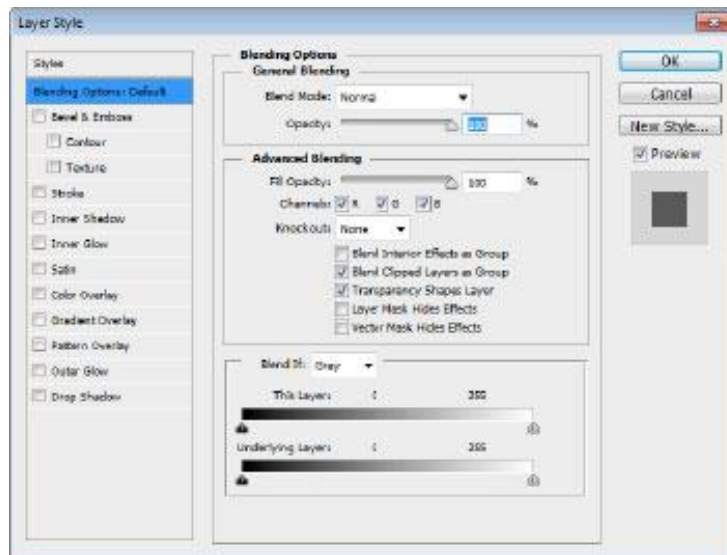 Layer Style
Styles
Blending Options: Default
Bevel & Emboss
Contour
Texture
Stroke
Inner Shadow
Inner Glow
Satin
Color Overlay
Gradient Overlay
Pattern Overlay
Outer Glow
Drop Shadow
Blending Options
General Blending
Blend Mode: Normal
Opacity: 100 %
Advanced Blending
Fill Opacity: 100 %
Channels: R G B
Knockout: None
Blend Interior Effects as Group
Blend Clipped Layers as Group
Transparency Shapes Layer
Layer Mask Hides Effects
Vector Mask Hides Effects
Blend If: Gray
This Layer: 0 255
Underlying Layer: 0 255
OK
Cancel
New Style...
Preview